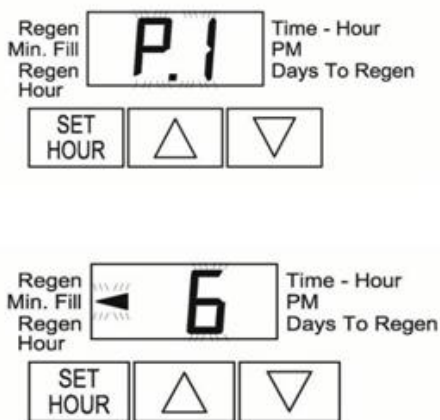 Regen
Min. Fill
Regen
Hour
P.1
Time - Hour
PM
Days To Regen
SET
HOUR
Regen
Min. Fill
Regen
Hour
6
Time - Hour
PM
Days To Regen
SET
HOUR